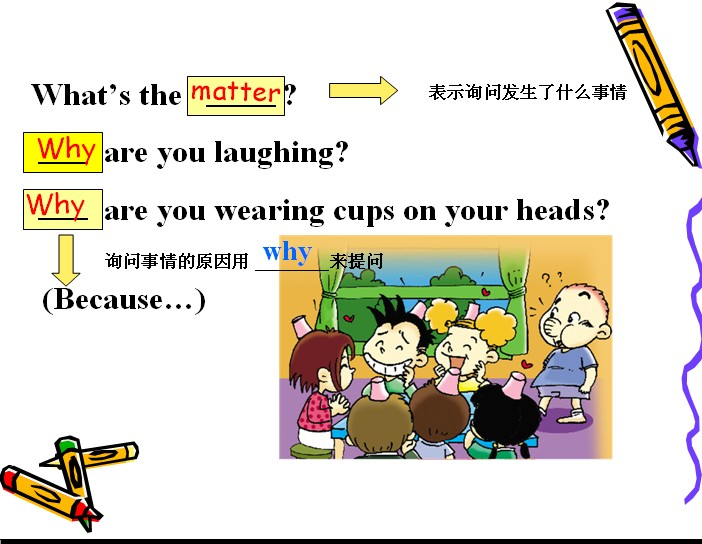 What's the matter? 表示询问发生了什么事情
Why are you laughing?
Why are you wearing cups on your heads?
询问事情的原因用 why 来提问
(Because…)
? ?